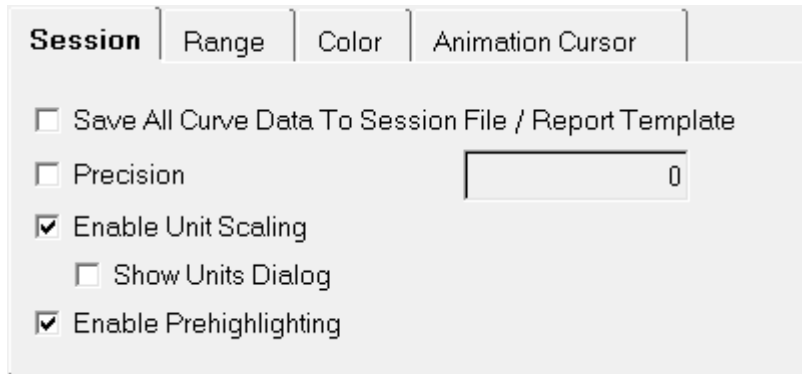 Session Range Color Animation Cursor
Save All Curve Data To Session File / Report Template
Precision 0
Enable Unit Scaling
Show Units Dialog
Enable Prehighlighting